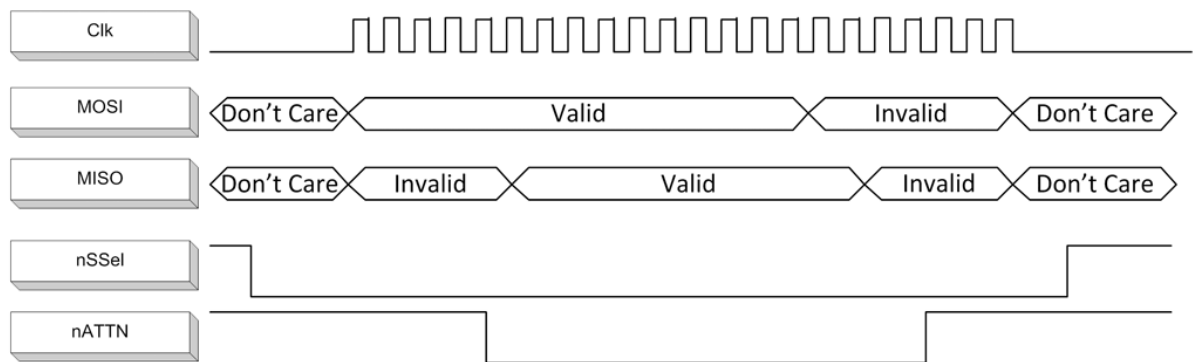 Clk
MOSI
Don't Care Valid Invalid Don't Care
MISO
Don't Care Invalid Valid Invalid Don't Care
nSSel
nATTN